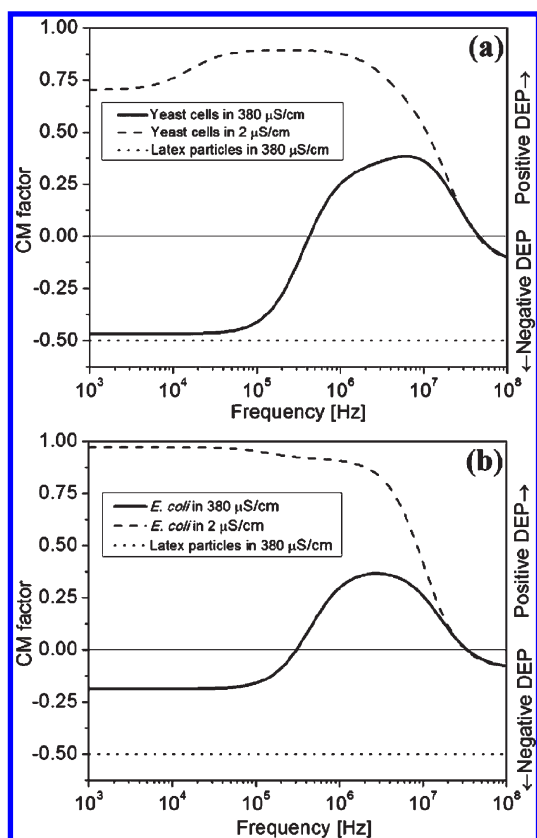 (a)
1.00
0.75
0.50
0.25
0.00
-0.25
-0.50
CM factor
Yeast cells in 380 μS/cm
Yeast cells in 2 μS/cm
Latex particles in 380 μS/cm
Positive DEP→
←Negative DEP
10³ 10⁴ 10⁵ 10⁶ 10⁷ 10⁸
Frequency [Hz]
(b)
1.00
0.75
0.50
0.25
0.00
-0.25
-0.50
CM factor
E. coli in 380 μS/cm
E. coli in 2 μS/cm
Latex particles in 380 μS/cm
Positive DEP→
←Negative DEP
10³ 10⁴ 10⁵ 10⁶ 10⁷ 10⁸
Frequency [Hz]